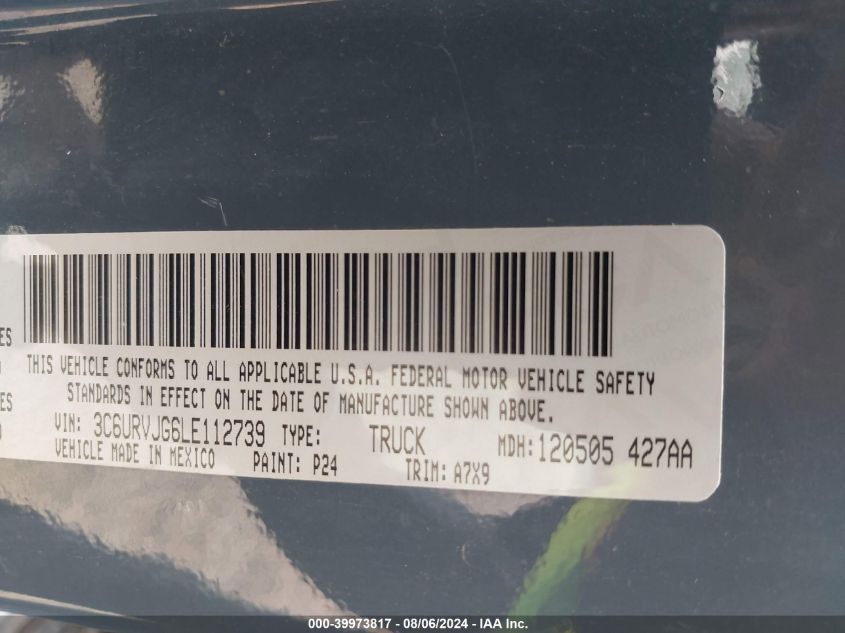 ES
THIS VEHICLE CONFORMS TO ALL APPLICABLE U.S.A. FEDERAL MOTOR VEHICLE SAFETY
ES
STANDARDS IN EFFECT ON THE DATE OF MANUFACTURE SHOWN ABOVE.
VIN: 3C6URVJG6LE112739 TYPE: TRUCK MDH: 120505 427AA
VEHICLE MADE IN MEXICO PAINT: P24 TRIM: A7X9
000-39973817 - 08/06/2024 - IAA Inc.